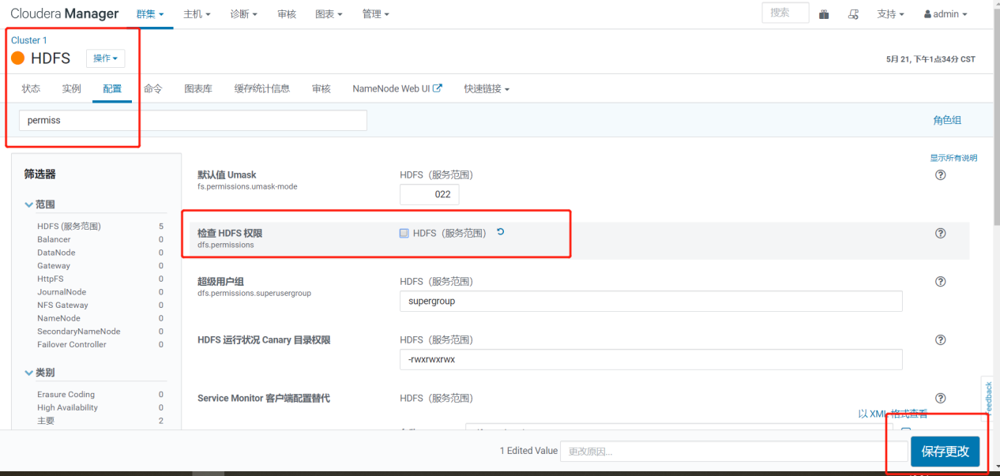 Cloudera Manager 群集 主机 诊断 审核 图表 管理 搜索 支持 admin
Cluster 1
HDFS 操作
5月 21, 下午1点34分 CST
状态 实例 配置 命令 图表库 缓存统计信息 审核 NameNode Web UI 快速链接
permiss
角色组
显示所有说明
筛选器
范围
HDFS (服务范围) 5
Balancer 0
DataNode 0
Gateway 0
HttpFS 0
JournalNode 0
NFS Gateway 0
NameNode 0
SecondaryNameNode 0
Failover Controller 0
类别
Erasure Coding 0
High Availability 0
主要 2
默认值 Umask HDFS（服务范围）
fs.permissions.umask-mode
022
检查 HDFS 权限 HDFS（服务范围）
dfs.permissions
超级用户组 HDFS（服务范围）
dfs.permissions.superusergroup
supergroup
HDFS 运行状况 Canary 目录权限 HDFS（服务范围）
-rwxrwxrwx
Service Monitor 客户端配置替代 HDFS（服务范围）
以 XML 格式查看
Feedback
1 Edited Value 更改原因... 保存更改